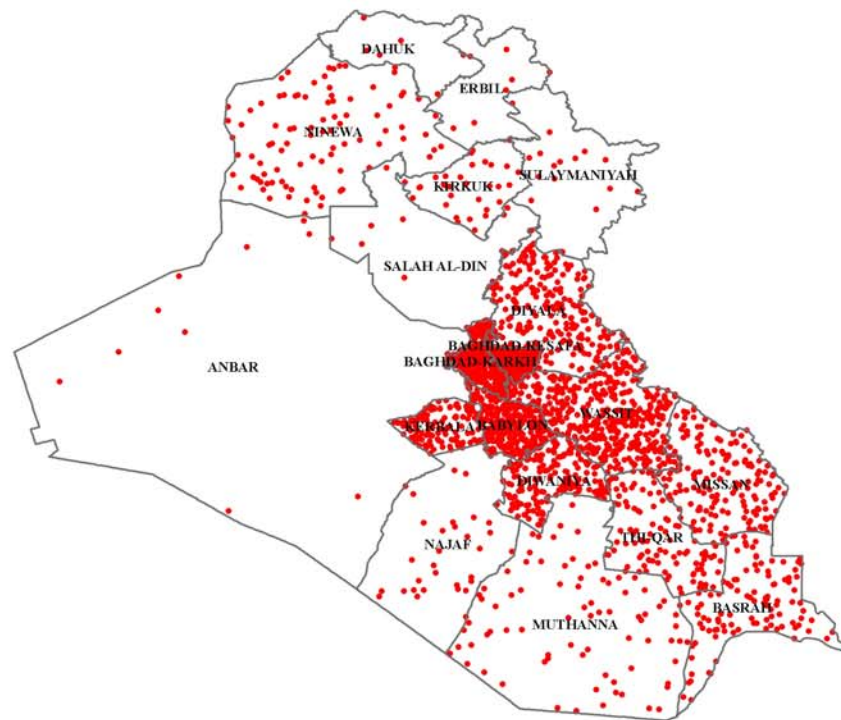 DAHUK
ERBIL
NINEWA
KIRKUK
SULAYMANIYAH
SALAH AL-DIN
DIYALA
BAGHDAD-RESAFA
BAGHDAD-KARKH
ANBAR
WASSIT
KERBALA
BABYLON
DIWANIYA
MISSAN
NAJAF
THI-QAR
BASRAH
MUTHANNA